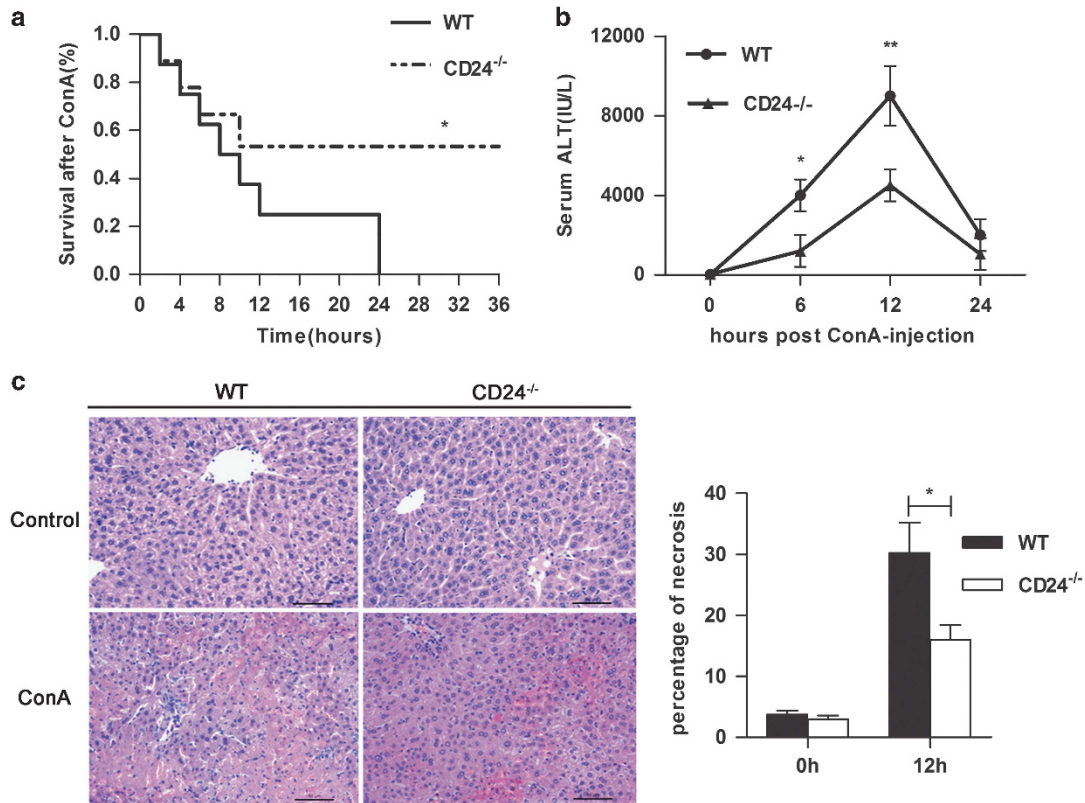 a
WT
CD24-/-
*
Survival after ConA(%)
1.0
0.8
0.6
0.4
0.2
0.0
0 4 8 12 16 20 24 28 32 36
Time(hours)
b
WT
CD24-/-
*
**
Serum ALT(IU/L)
12000
8000
4000
0
0 6 12 24
hours post ConA-injection
c
WT CD24-/-
Control
ConA
percentage of necrosis
40
30
20
10
0
*
WT
CD24-/-
0h 12h